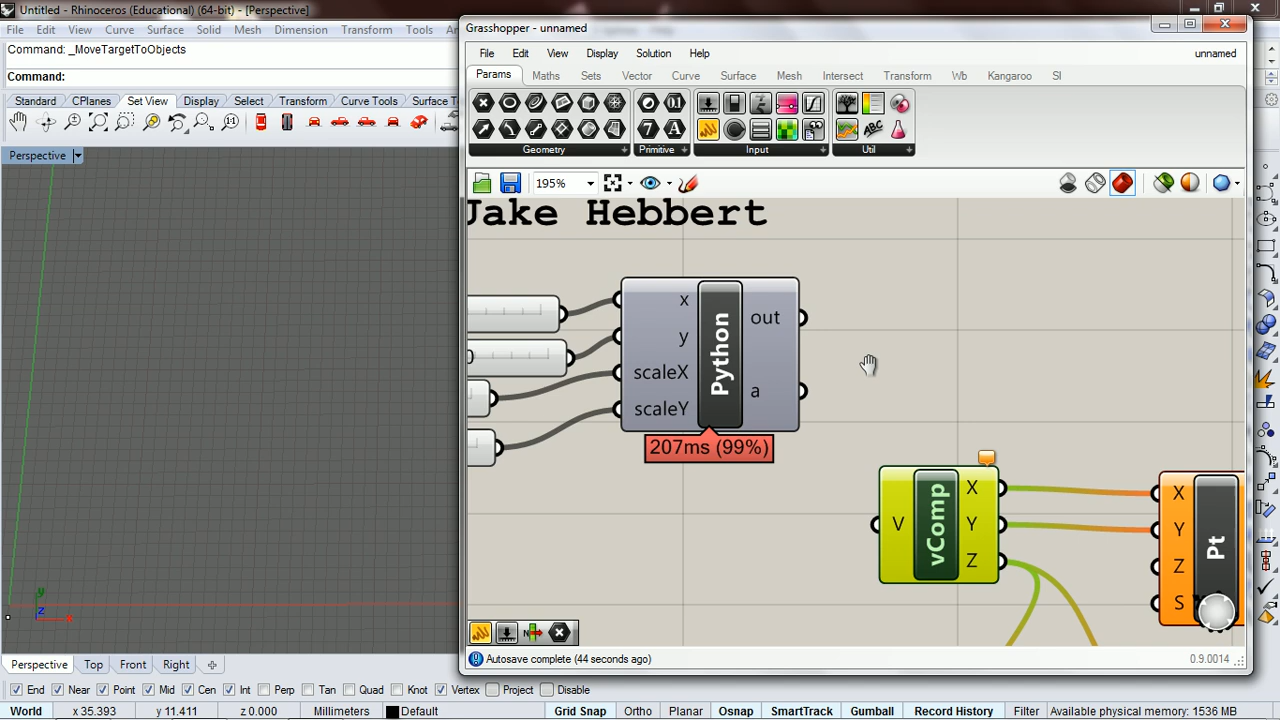 Untitled - Rhinoceros (Educational) (64-bit) - [Perspective]
File Edit View Curve Surface Solid Mesh Dimension Transform Tools
Command: _MoveTargetToObjects
Command:
Standard CPlanes Set View Display Select Transform Curve Tools Surface T
Perspective
y
z
x
Perspective Top Front Right
End Near Point Mid Cen Int Perp Tan Quad Knot Vertex Project Disable
World x 35.393 y 11.411 z 0.000 Millimeters Default Grid Snap Ortho Planar Osnap SmartTrack Gumball Record History Filter Available physical memory: 1536 MB
Grasshopper - unnamed
File Edit View Display Solution Help unnamed
Params Maths Sets Vector Curve Surface Mesh Intersect Transform Wb Kangaroo SI
Geometry Primitive Input Util
195%
Jake Hebbert
x
y
scaleX
scaleY
Python
out
a
207ms (99%)
V
vComp
X
Y
Z
X
Y
Z
S
Pt
Autosave complete (44 seconds ago) 0.9.0014